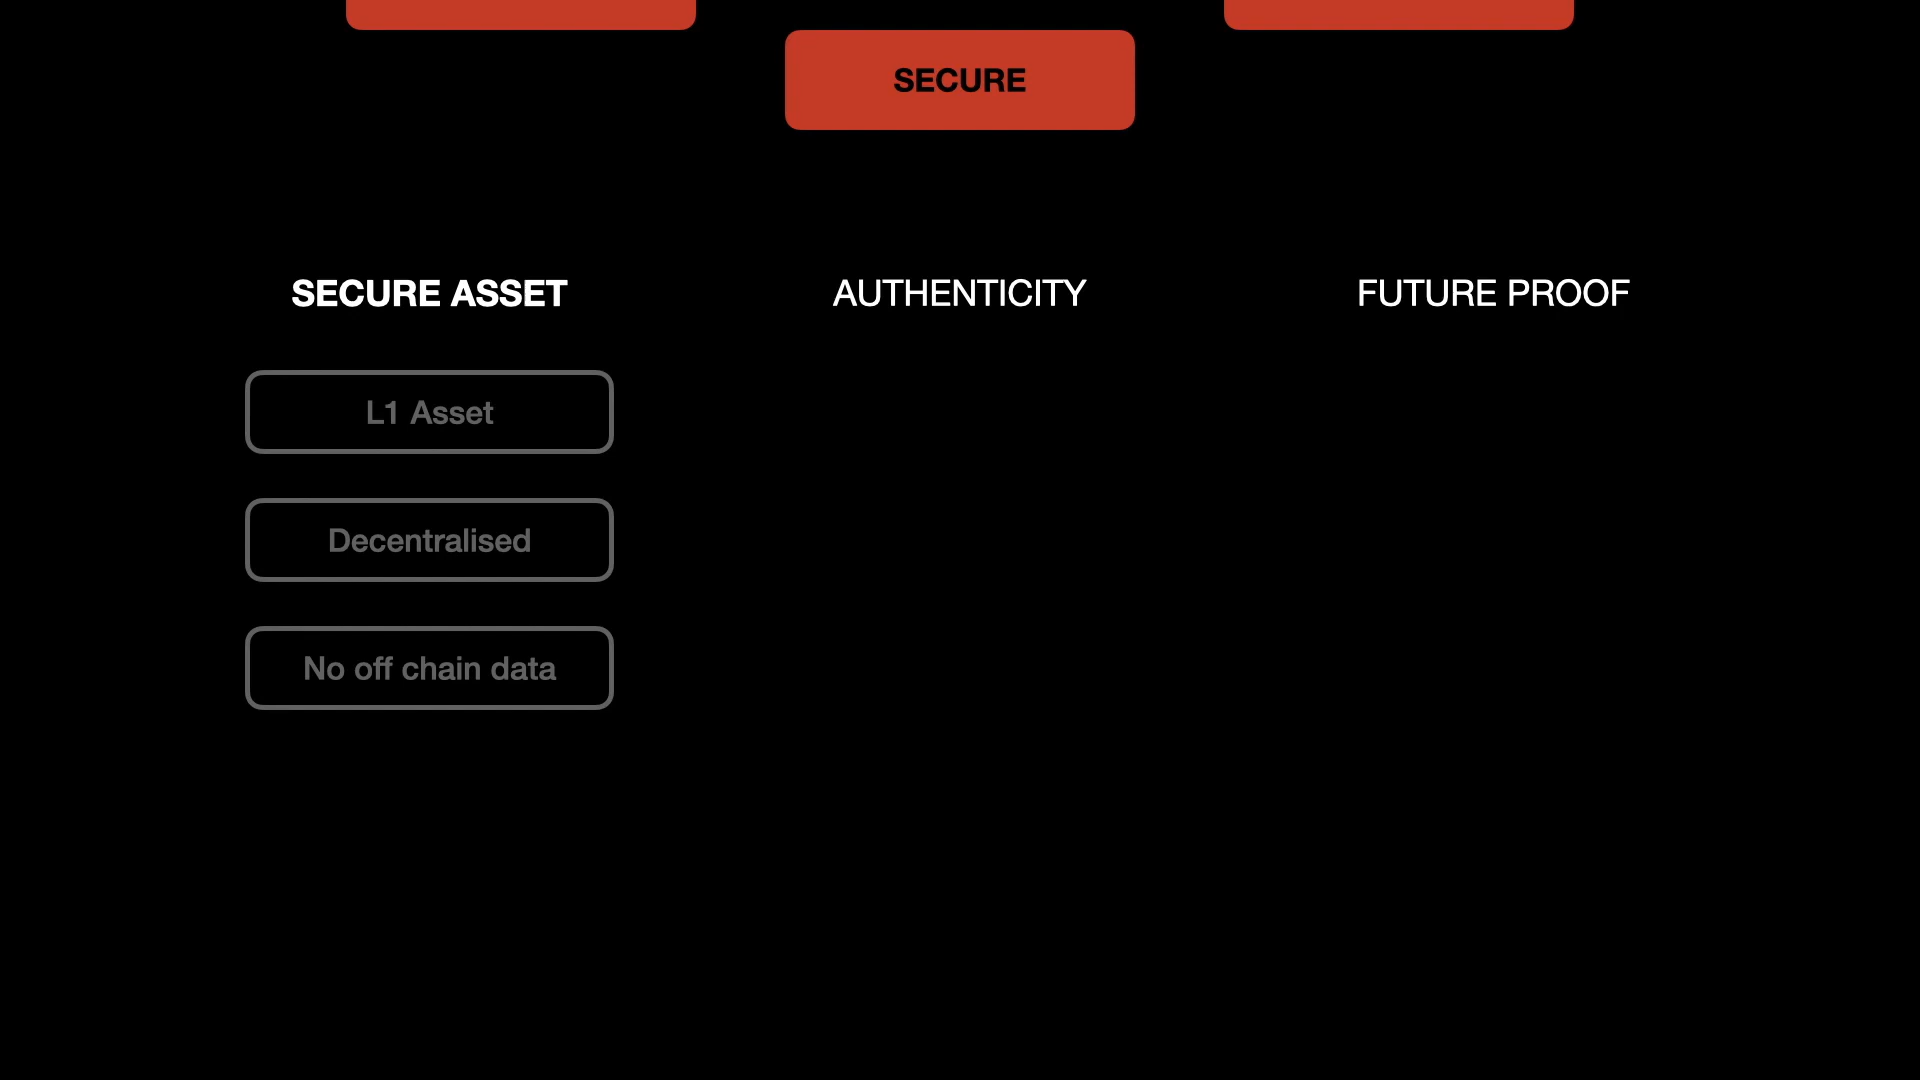 SECURE
SECURE ASSET
AUTHENTICITY
FUTURE PROOF
L1 Asset
Decentralised
No off chain data